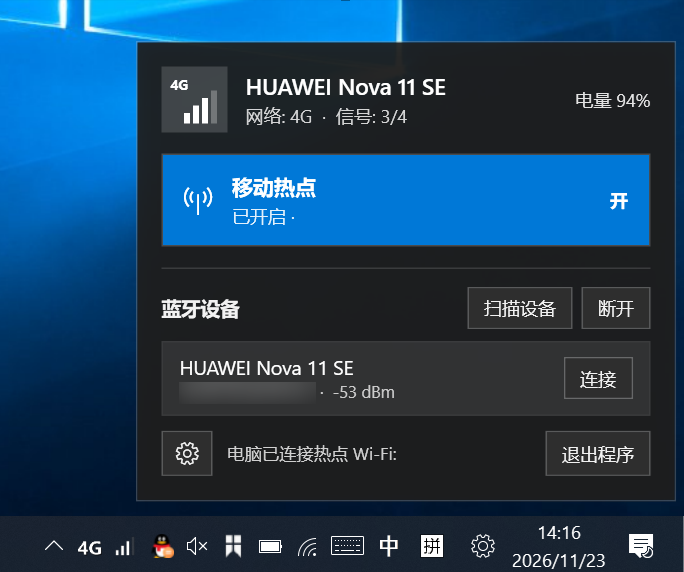 4G
HUAWEI Nova 11 SE
网络: 4G · 信号: 3/4
电量 94%
移动热点
已开启 ·
开
蓝牙设备
扫描设备
断开
HUAWEI Nova 11 SE
· -53 dBm
连接
电脑已连接热点 Wi-Fi:
退出程序
4G
中
拼
14:16
2026/11/23